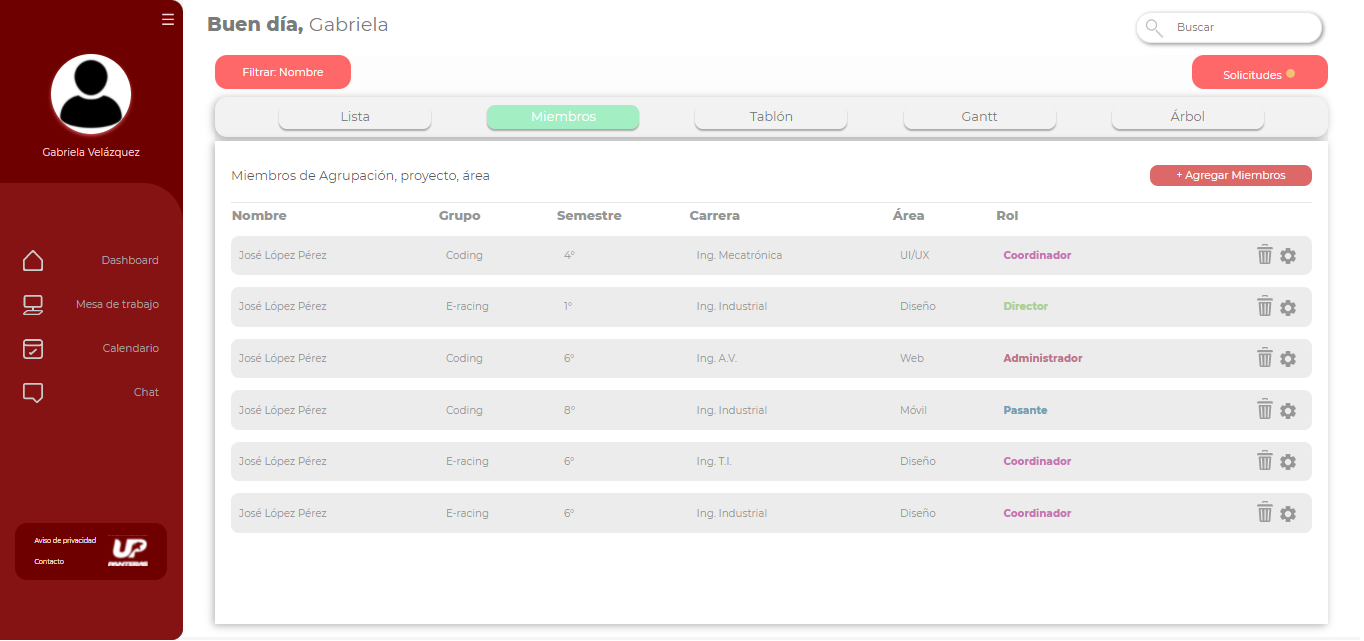 Buen día, Gabriela
Buscar
Filtrar: Nombre
Solicitudes
Lista Miembros Tablón Gantt Árbol
Gabriela Velázquez
Dashboard
Mesa de trabajo
Calendario
Chat
Aviso de privacidad
Contacto
UP
PANTERAS
Miembros de Agrupación, proyecto, área
+ Agregar Miembros
Nombre Grupo Semestre Carrera Área Rol
José López Pérez Coding 4° Ing. Mecatrónica UI/UX Coordinador
José López Pérez E-racing 1° Ing. Industrial Diseño Director
José López Pérez Coding 6° Ing. A.V. Web Administrador
José López Pérez Coding 8° Ing. Industrial Móvil Pasante
José López Pérez E-racing 6° Ing. T.I. Diseño Coordinador
José López Pérez E-racing 6° Ing. Industrial Diseño Coordinador